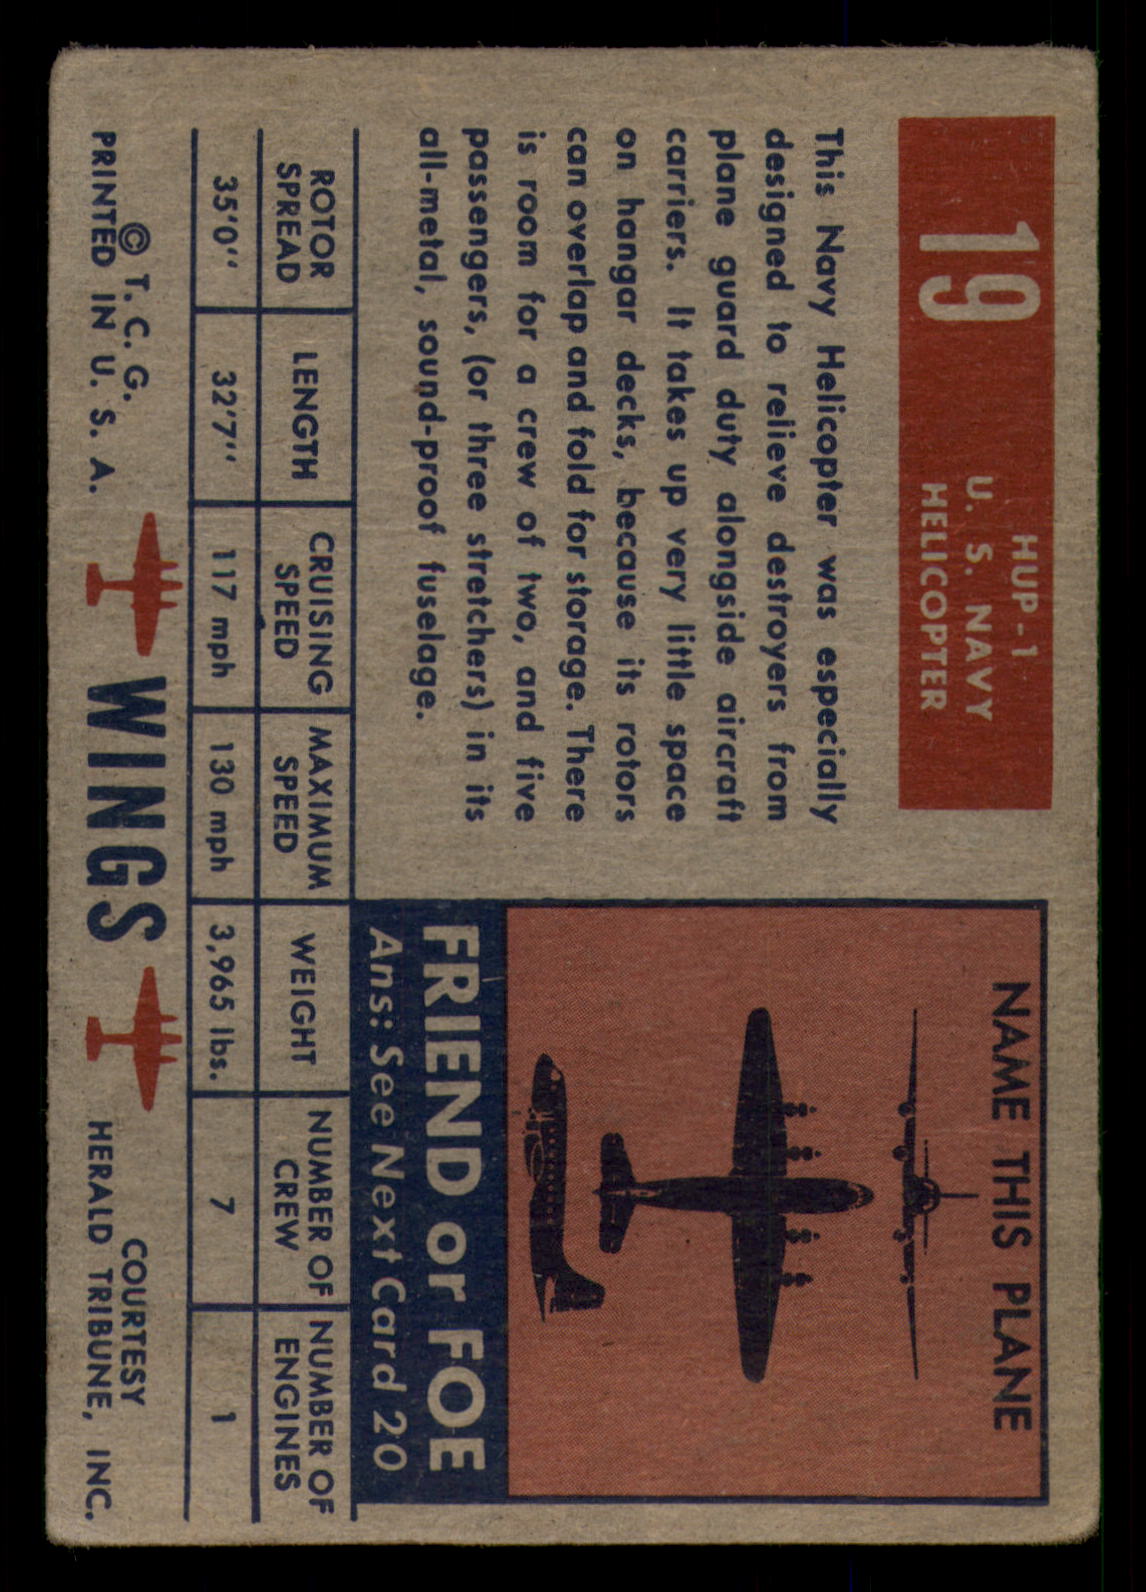 19
HUP-1
U. S. NAVY
HELICOPTER
This Navy Helicopter was especially
designed to relieve destroyers from
plane guard duty alongside aircraft
carriers. It takes up very little space
on hangar decks, because its rotors
can overlap and fold for storage. There
is room for a crew of two, and five
passengers, (or three stretchers) in its
all-metal, sound-proof fuselage.
NAME THIS PLANE
FRIEND or FOE
Ans: See Next Card 20
ROTOR SPREAD LENGTH CRUISING SPEED MAXIMUM SPEED WEIGHT NUMBER OF CREW NUMBER OF ENGINES
35'0" 32'7" 117 mph 130 mph 3,965 lbs. 7 1
© T. C. G.
PRINTED IN U. S. A.
WINGS
COURTESY
HERALD TRIBUNE, INC.